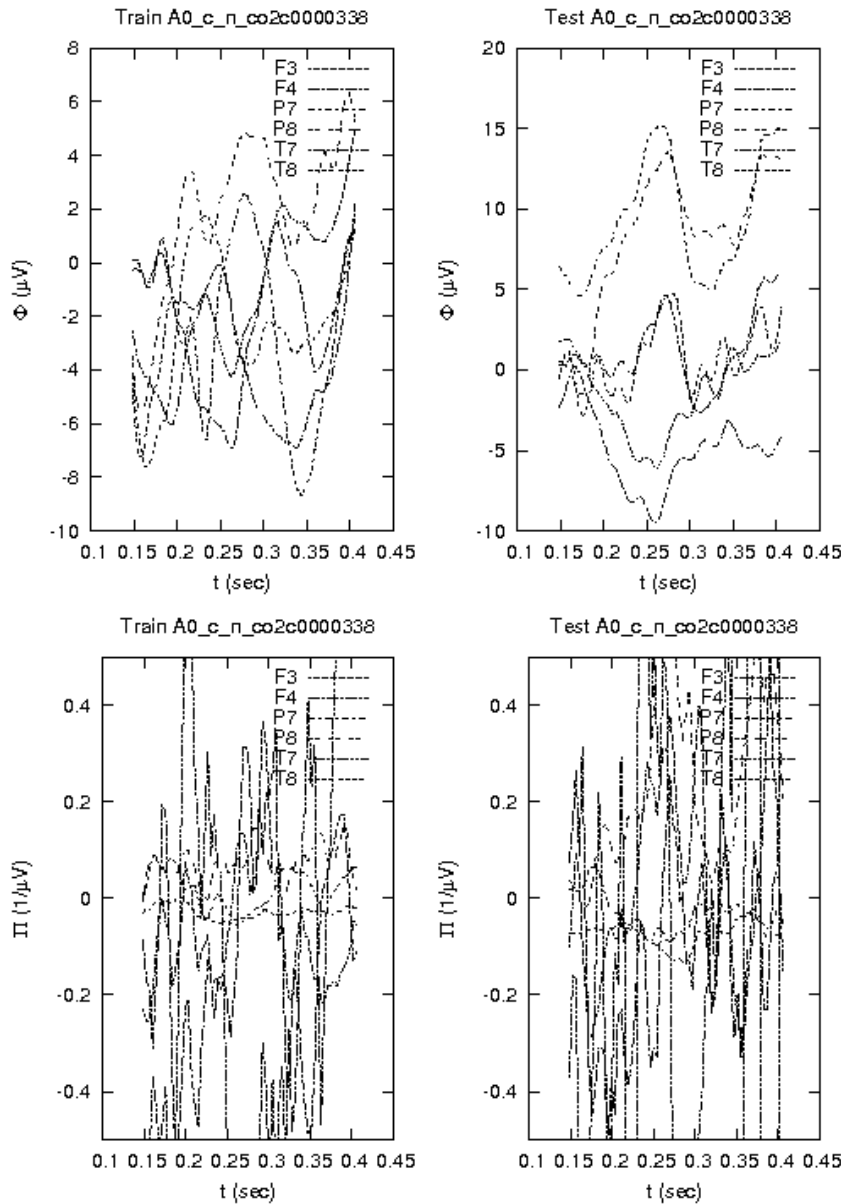 Train A0_c_n_co2c0000338
8
6
4
2
0
-2
-4
-6
-8
-10
Φ (μV)
F3
F4
P7
P8
T7
T8
0.1 0.15 0.2 0.25 0.3 0.35 0.4 0.45
t (sec)
Test A0_c_n_co2c0000338
20
15
10
5
0
-5
-10
Φ (μV)
F3
F4
P7
P8
T7
T8
0.1 0.15 0.2 0.25 0.3 0.35 0.4 0.45
t (sec)
Train A0_c_n_co2c0000338
0.4
0.2
0
-0.2
-0.4
Π (1/μV)
F3
F4
P7
P8
T7
T8
0.1 0.15 0.2 0.25 0.3 0.35 0.4 0.45
t (sec)
Test A0_c_n_co2c0000338
0.4
0.2
0
-0.2
-0.4
Π (1/μV)
F3
F4
P7
P8
T7
T8
0.1 0.15 0.2 0.25 0.3 0.35 0.4 0.45
t (sec)